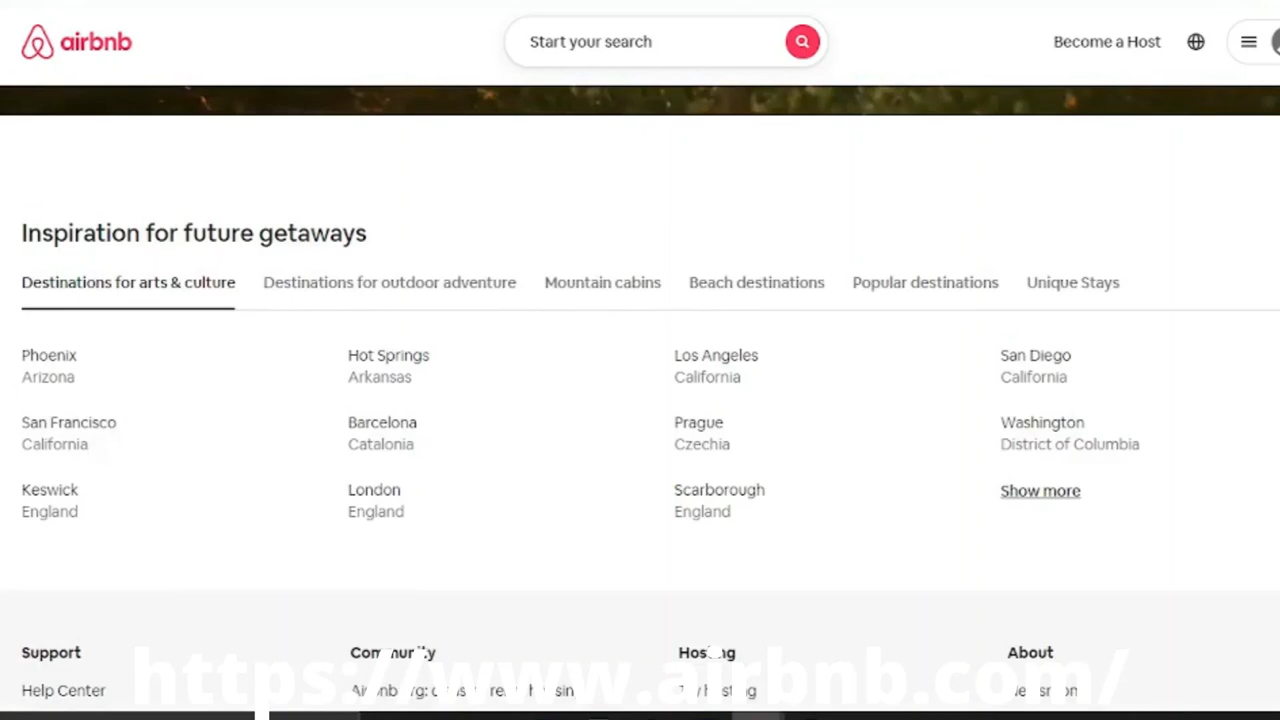 airbnb
Start your search
Become a Host
Inspiration for future getaways
Destinations for arts & culture
Destinations for outdoor adventure
Mountain cabins
Beach destinations
Popular destinations
Unique Stays
Phoenix
Arizona
Hot Springs
Arkansas
Los Angeles
California
San Diego
California
San Francisco
California
Barcelona
Catalonia
Prague
Czechia
Washington
District of Columbia
Keswick
England
London
England
Scarborough
England
Show more
Support
Community
Hosting
About
Help Center
hosting
https://www.airbnb.com/